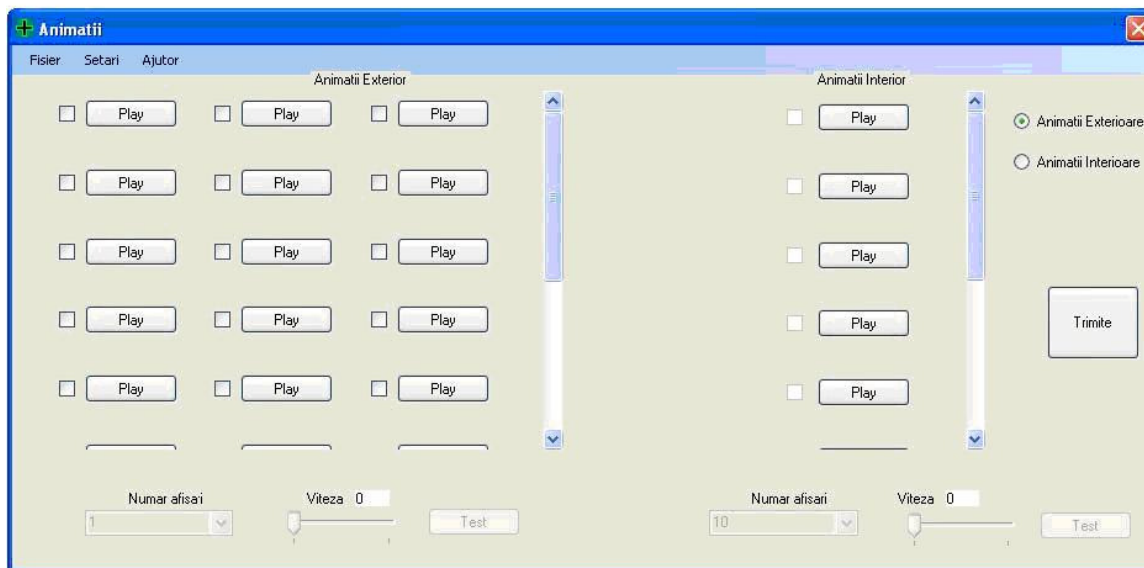 Animatii
Fisier Setari Ajutor
Animatii Exterior Animatii Interior
Play Play Play Play
Animatii Exterioare
Animatii Interioare
Play Play Play Play
Play Play Play Play
Play Play Play Play
Trimite
Play Play Play Play
Numar afisari Viteza 0 Numar afisari Viteza 0
1 Test 10 Test